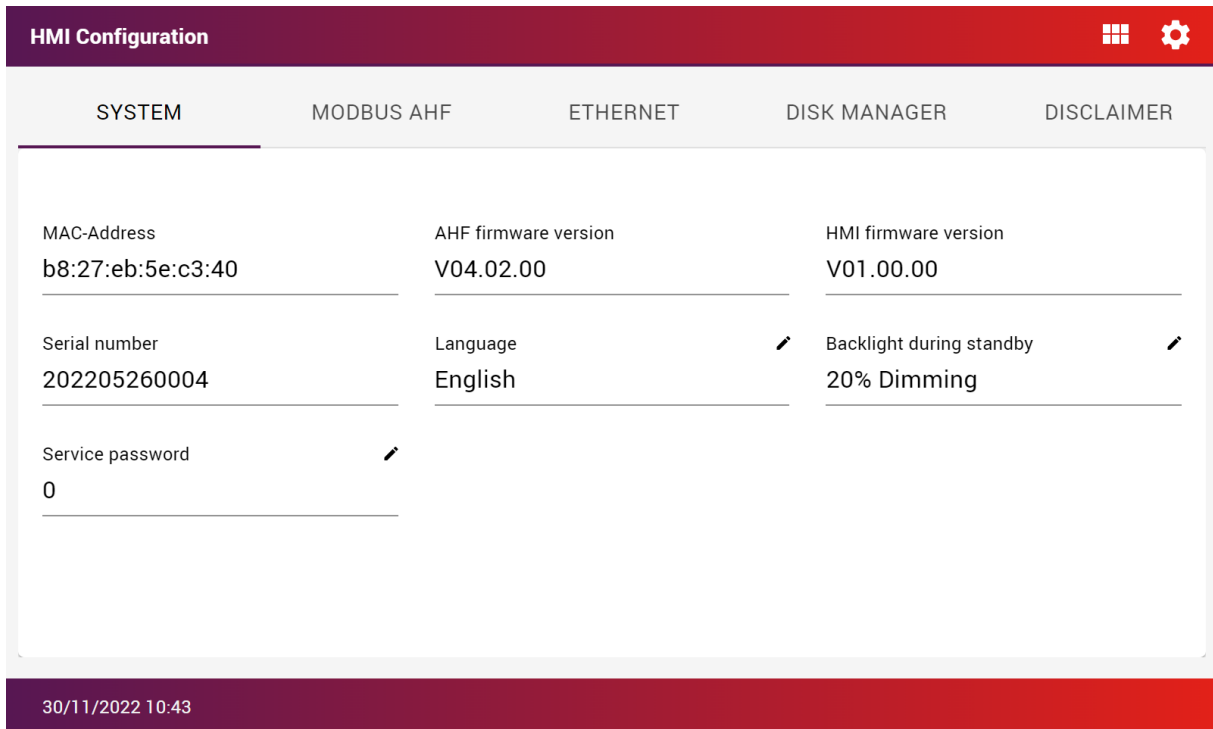 HMI Configuration
SYSTEM MODBUS AHF ETHERNET DISK MANAGER DISCLAIMER
MAC-Address AHF firmware version HMI firmware version
b8:27:eb:5e:c3:40 V04.02.00 V01.00.00
Serial number Language Backlight during standby
202205260004 English 20% Dimming
Service password
0
30/11/2022 10:43